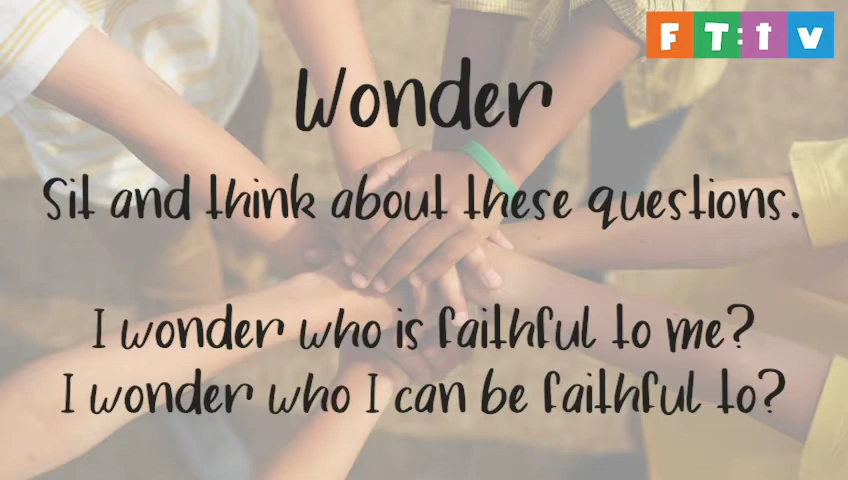 FT:TV
Wonder
Sit and think about these questions.
I wonder who is faithful to me?
I wonder who I can be faithful to?